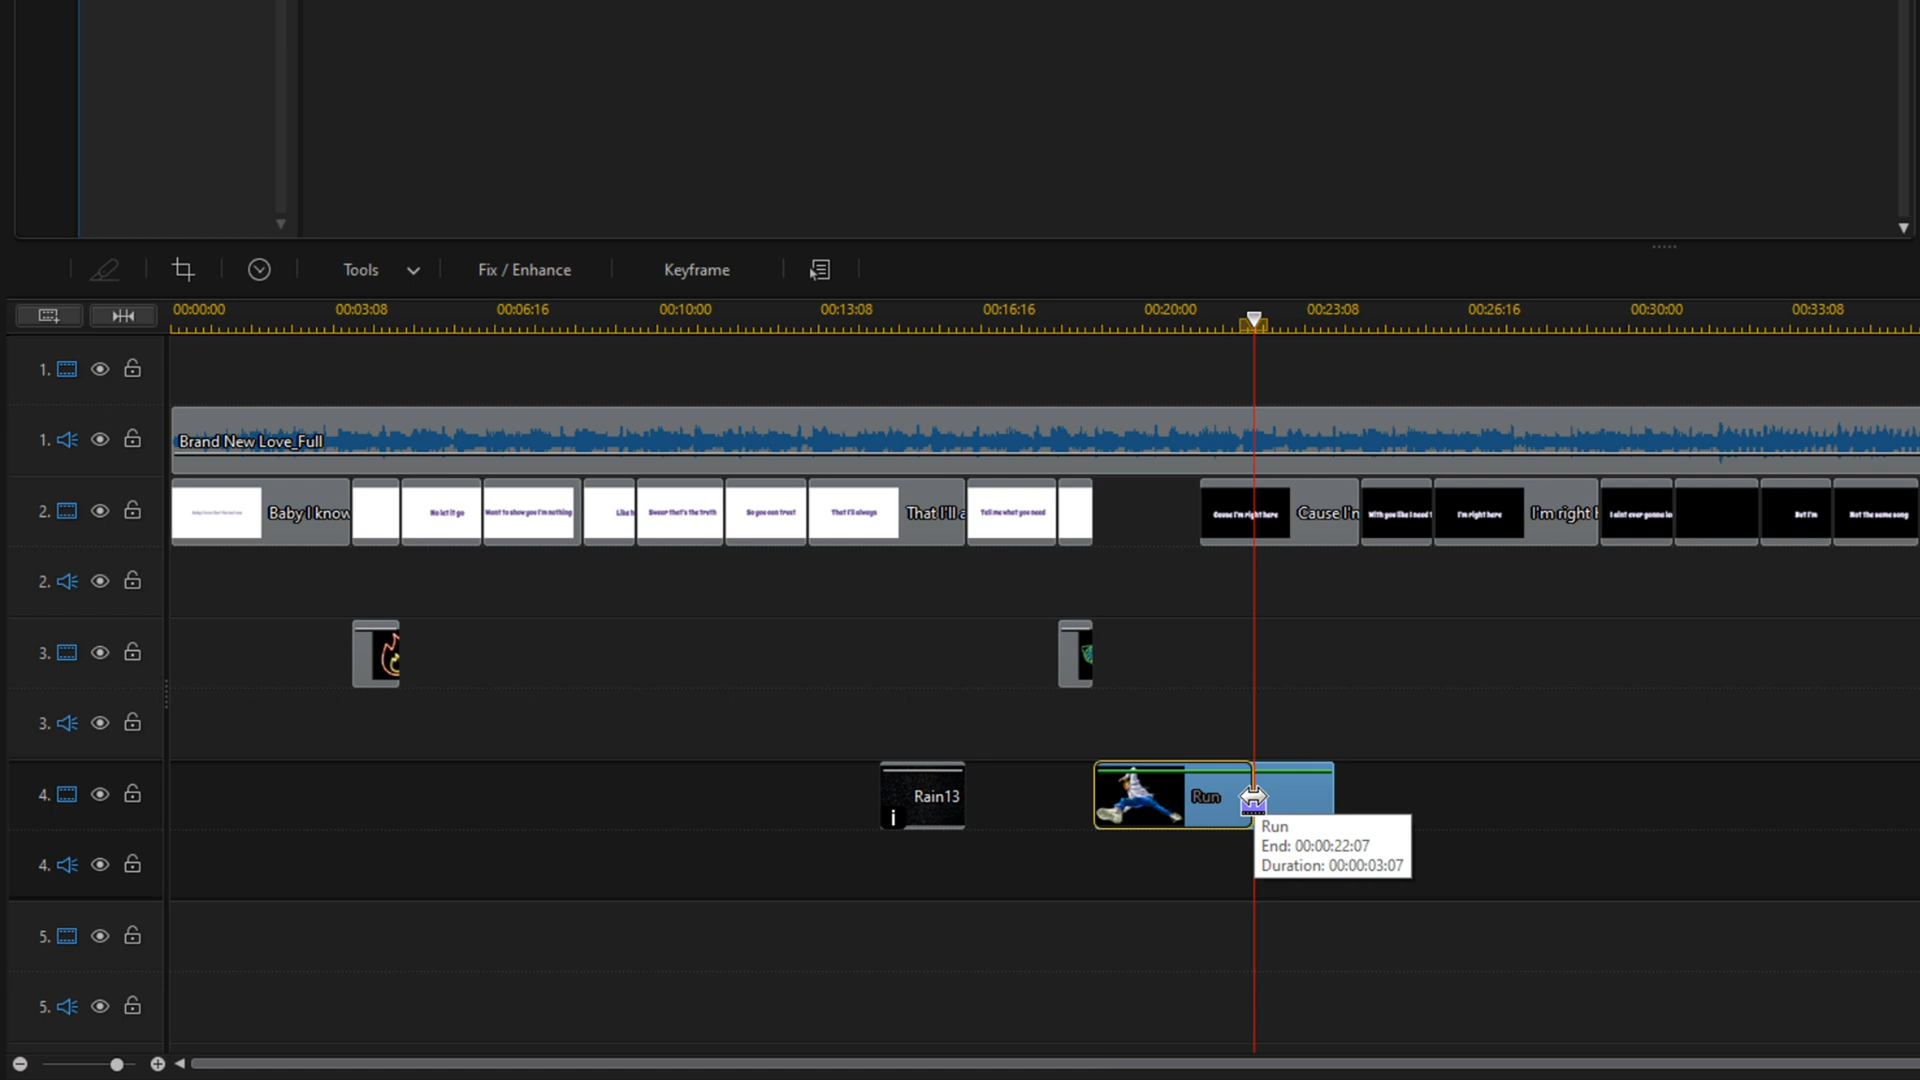 Tools
Fix / Enhance
Keyframe
00:00:00 00:03:08 00:06:16 00:10:00 00:13:08 00:16:16 00:20:00 00:23:08 00:26:16 00:30:00 00:33:08
1.
1. Brand New Love_Full
2. Baby I know No let it go Want to show you I'm nothing Like h Swear that's the truth So you can trust That I'll always That I'll a Tell me what you need Cause I'm right here Cause I'm With you like I need t I'm right here I'm right h I aint ever gonna lo But I'm Not the same song
2.
3.
3.
4. i Rain13 Run
Run
End: 00:00:22:07
Duration: 00:00:03:07
4.
5.
5.